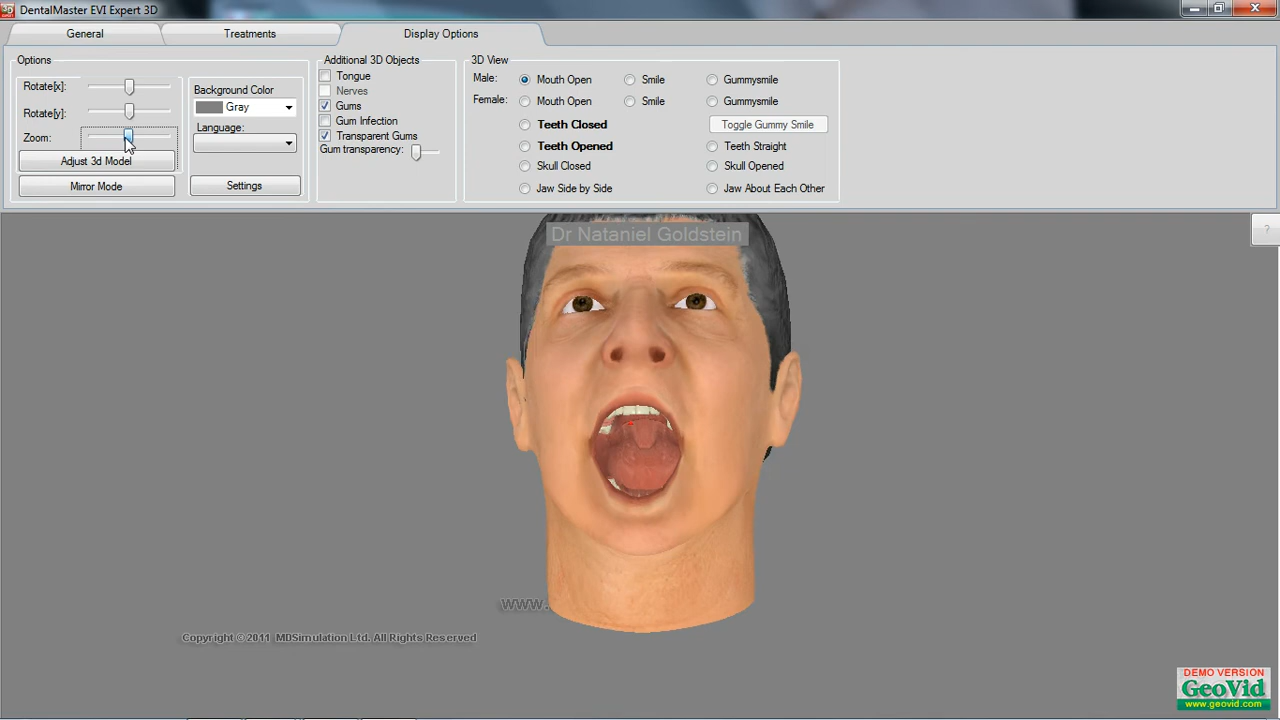 DentalMaster EVI Expert 3D
General
Treatments
Display Options
Options
Rotate[x]:
Rotate[y]:
Zoom:
Adjust 3d Model
Mirror Mode
Background Color
Gray
Language:
Settings
Additional 3D Objects
Tongue
Nerves
Gums
Gum Infection
Transparent Gums
Gum transparency:
3D View
Male:
Mouth Open
Smile
Gummysmile
Female:
Mouth Open
Smile
Gummysmile
Teeth Closed
Toggle Gummy Smile
Teeth Opened
Teeth Straight
Skull Closed
Skull Opened
Jaw Side by Side
Jaw About Each Other
?
Dr Nataniel Goldstein
www.
Copyright © 2011 MDSimulation Ltd. All Rights Reserved
DEMO VERSION
GeoVid
www.geovid.com